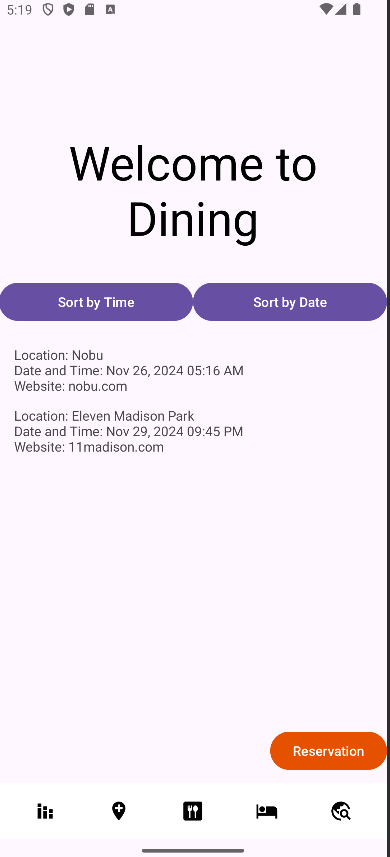 5:19
A
Welcome to
Dining
Sort by Time Sort by Date
Location: Nobu
Date and Time: Nov 26, 2024 05:16 AM
Website: nobu.com
Location: Eleven Madison Park
Date and Time: Nov 29, 2024 09:45 PM
Website: 11madison.com
Reservation